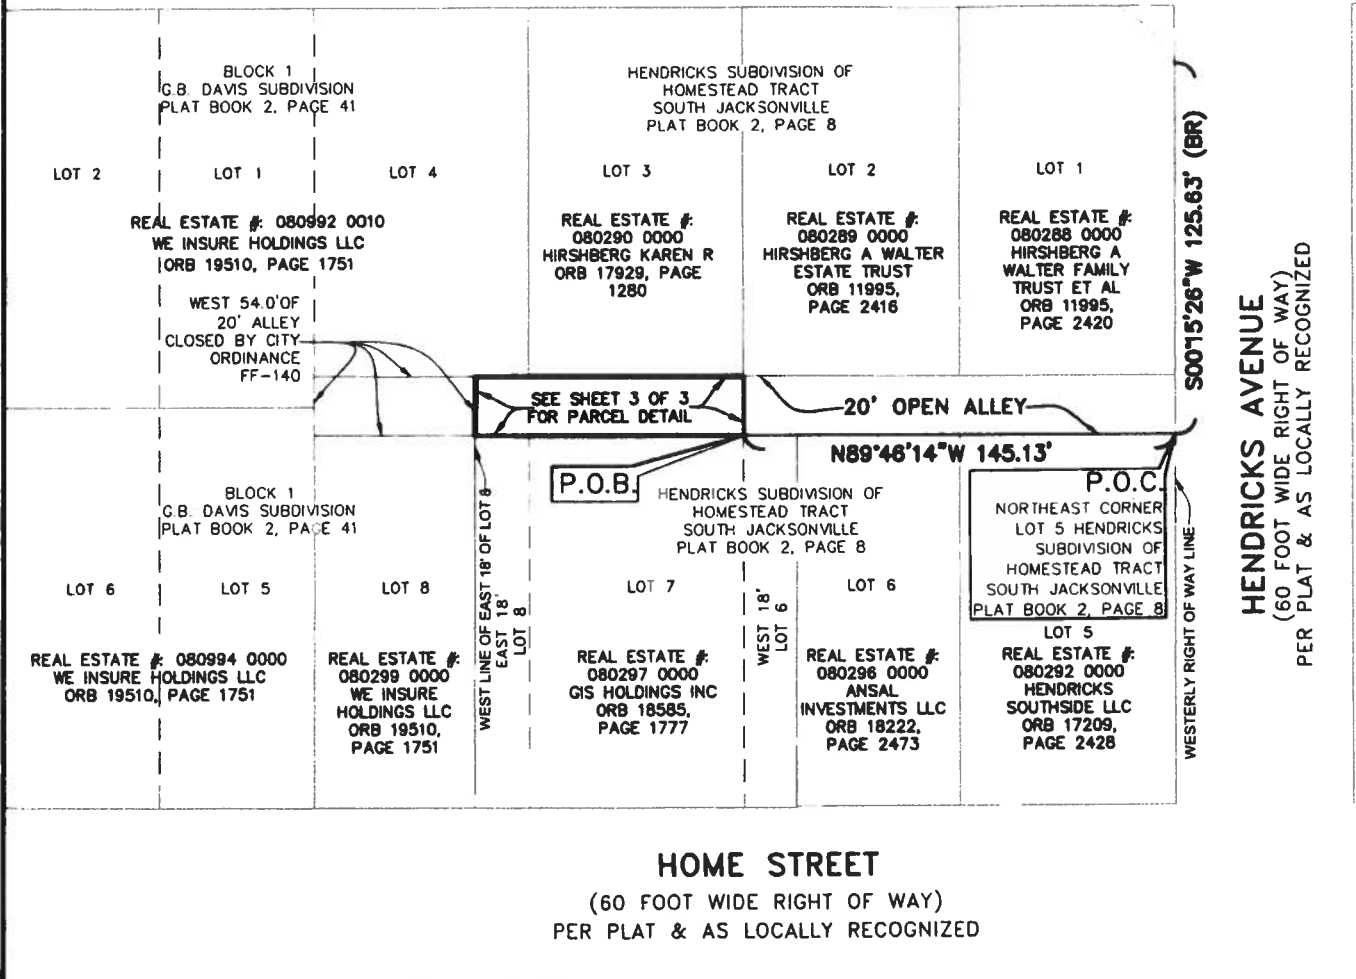 BLOCK 1
G.B. DAVIS SUBDIVISION
PLAT BOOK 2, PAGE 41
HENDRICKS SUBDIVISION OF
HOMESTEAD TRACT
SOUTH JACKSONVILLE
PLAT BOOK 2, PAGE 8
LOT 2
LOT 1
LOT 4
LOT 3
LOT 2
LOT 1
REAL ESTATE #: 080992 0010
WE INSURE HOLDINGS LLC
ORB 19510, PAGE 1751
REAL ESTATE #:
080290 0000
HIRSHBERG KAREN R
ORB 17929, PAGE
1280
REAL ESTATE #:
080289 0000
HIRSHBERG A WALTER
ESTATE TRUST
ORB 11995,
PAGE 2416
REAL ESTATE #:
080288 0000
HIRSHBERG A
WALTER FAMILY
TRUST ET AL
ORB 11995,
PAGE 2420
S00°15'26"W 125.63' (BR)
HENDRICKS AVENUE
(60 FOOT WIDE RIGHT OF WAY)
PER PLAT & AS LOCALLY RECOGNIZED
WEST 54.0'OF
20' ALLEY
CLOSED BY CITY
ORDINANCE
FF-140
SEE SHEET 3 OF 3
FOR PARCEL DETAIL
20' OPEN ALLEY
N89°46'14"W 145.13'
P.O.B.
P.O.C.
NORTHEAST CORNER
LOT 5 HENDRICKS
SUBDIVISION OF
HOMESTEAD TRACT
SOUTH JACKSONVILLE
PLAT BOOK 2, PAGE 8
BLOCK 1
G.B. DAVIS SUBDIVISION
PLAT BOOK 2, PAGE 41
HENDRICKS SUBDIVISION OF
HOMESTEAD TRACT
SOUTH JACKSONVILLE
PLAT BOOK 2, PAGE 8
LOT 6
LOT 5
LOT 8
WEST LINE OF EAST 18' OF LOT 8
EAST 18'
LOT 8
LOT 7
WEST 18'
LOT 6
LOT 6
LOT 5
WESTERLY RIGHT OF WAY LINE
REAL ESTATE #: 080994 0000
WE INSURE HOLDINGS LLC
ORB 19510, PAGE 1751
REAL ESTATE #:
080299 0000
WE INSURE
HOLDINGS LLC
ORB 19510,
PAGE 1751
REAL ESTATE #:
080297 0000
GIS HOLDINGS INC
ORB 18585,
PAGE 1777
REAL ESTATE #:
080296 0000
ANSAL
INVESTMENTS LLC
ORB 18222,
PAGE 2473
REAL ESTATE #:
080292 0000
HENDRICKS
SOUTHSIDE LLC
ORB 17209,
PAGE 2428
HOME STREET
(60 FOOT WIDE RIGHT OF WAY)
PER PLAT & AS LOCALLY RECOGNIZED